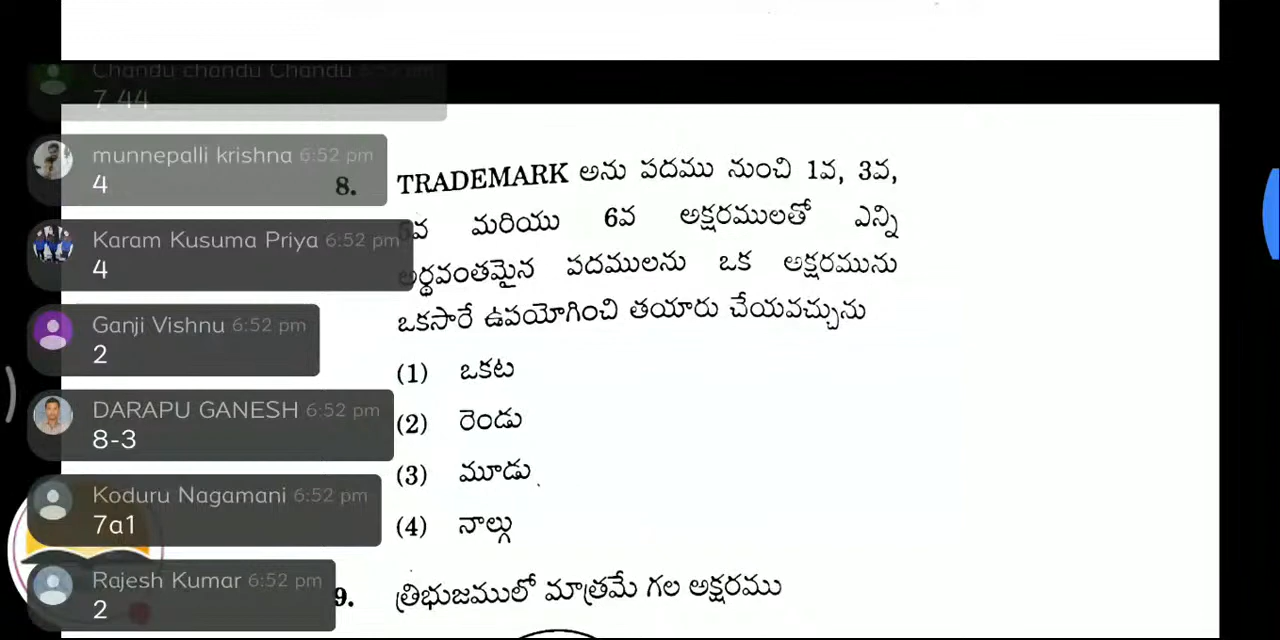 Chandu chandu Chandu 6:52 pm
7 44
munnepalli krishna 6:52 pm
4
Karam Kusuma Priya 6:52 pm
4
Ganji Vishnu 6:52 pm
2
DARAPU GANESH 6:52 pm
8-3
Koduru Nagamani 6:52 pm
7a1
Rajesh Kumar 6:52 pm
2
8. TRADEMARK అను పదము నుంచి 1వ, 3వ,
5వ మరియు 6వ అక్షరములతో ఎన్ని
అర్థవంతమైన పదములను ఒక అక్షరమును
ఒకసారే ఉపయోగించి తయారు చేయవచ్చును
(1) ఒకట
(2) రెండు
(3) మూడు
(4) నాల్గు
9. త్రిభుజములో మాత్రమే గల అక్షరము